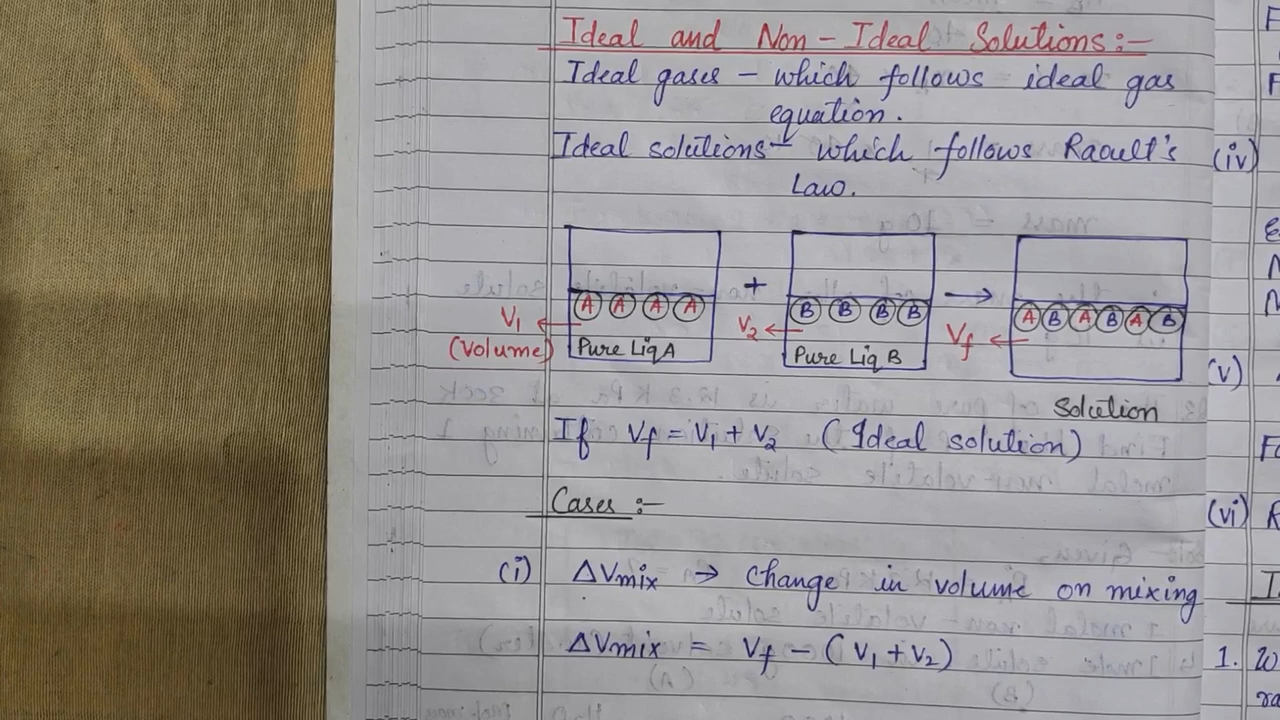 Ideal and Non-Ideal Solutions:-
Ideal gases - which follows ideal gas
equation.
Ideal solutions - which follows Raoult's
Law.
+ →
A A A A B B B B A B A B A B
V₁ V₂ Vf
(volume) Pure Liq A Pure Liq B
Solution
If Vf = V₁ + V₂ (Ideal solution)
Cases :-
(i) ΔVmix → Change in volume on mixing
ΔVmix = Vf - (V₁ + V₂)
(iv)
(v)
(vi)
1.